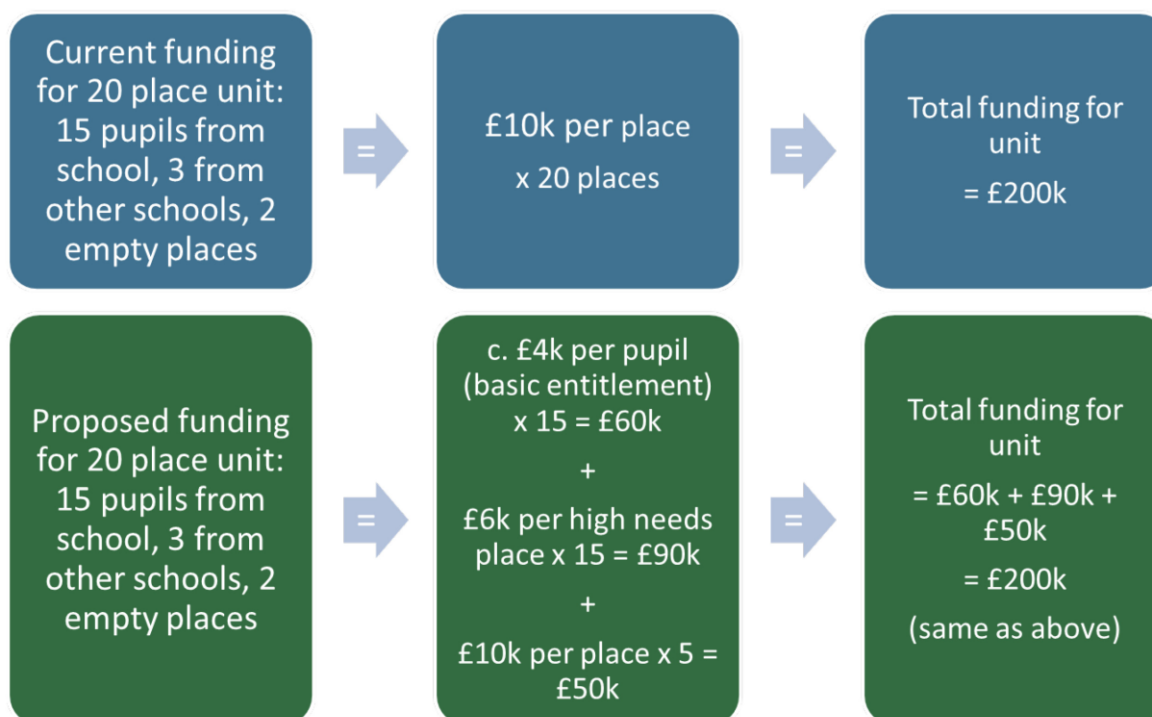 Current funding
for 20 place unit:
15 pupils from
school, 3 from
other schools, 2
empty places
=
£10k per place
x 20 places
=
Total funding for
unit
= £200k
Proposed funding
for 20 place unit:
15 pupils from
school, 3 from
other schools, 2
empty places
=
c. £4k per pupil
(basic entitlement)
x 15 = £60k
+
£6k per high needs
place x 15 = £90k
+
£10k per place x 5 =
£50k
=
Total funding for
unit
= £60k + £90k +
£50k
= £200k
(same as above)